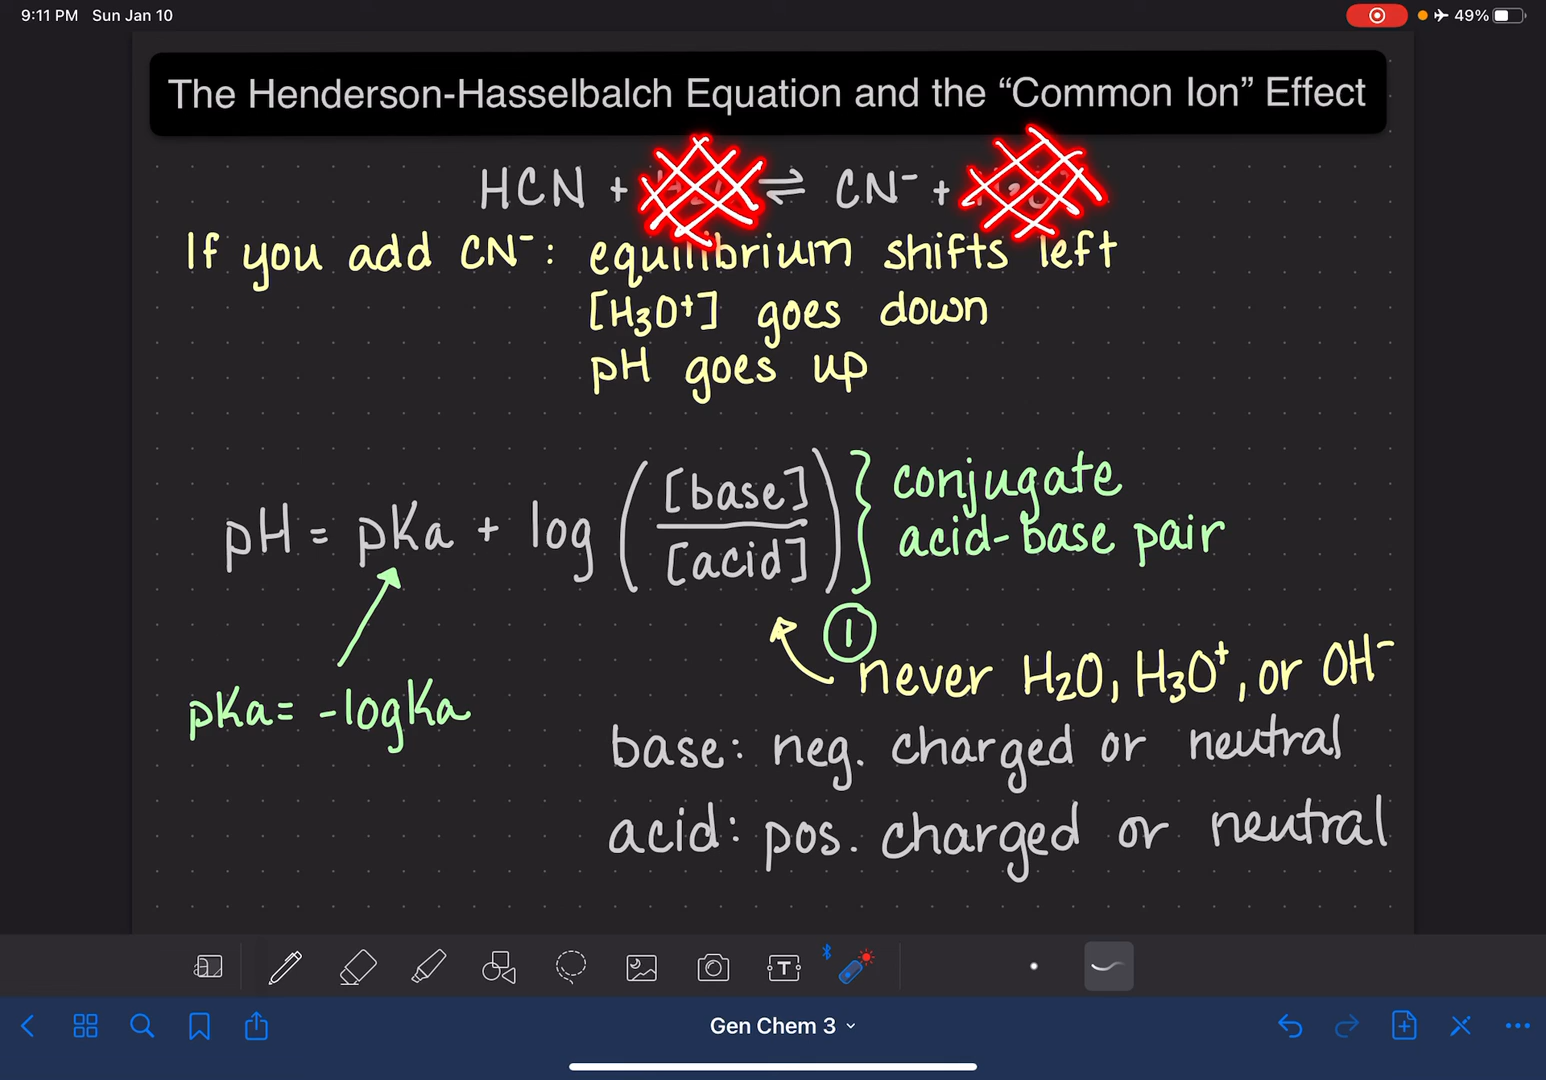 9:11 PM Sun Jan 10
49%
The Henderson-Hasselbalch Equation and the “Common Ion” Effect
HCN + ⇌ CN⁻ +
If you add CN⁻: equilibrium shifts left
[H₃O⁺] goes down
pH goes up
pH = pKa + log ([base]/[acid]) } conjugate
acid-base pair
①
never H₂O, H₃O⁺, or OH⁻
pKa = -logKa
base: neg. charged or neutral
acid: pos. charged or neutral
T
Gen Chem 3